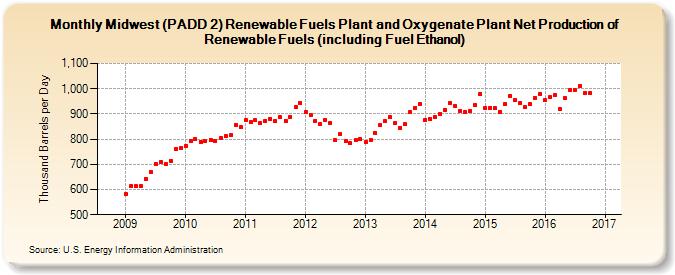 Monthly Midwest (PADD 2) Renewable Fuels Plant and Oxygenate Plant Net Production of
Renewable Fuels (including Fuel Ethanol)
Thousand Barrels per Day
1,100
1,000
900
800
700
600
500
2009 2010 2011 2012 2013 2014 2015 2016 2017
Source: U.S. Energy Information Administration